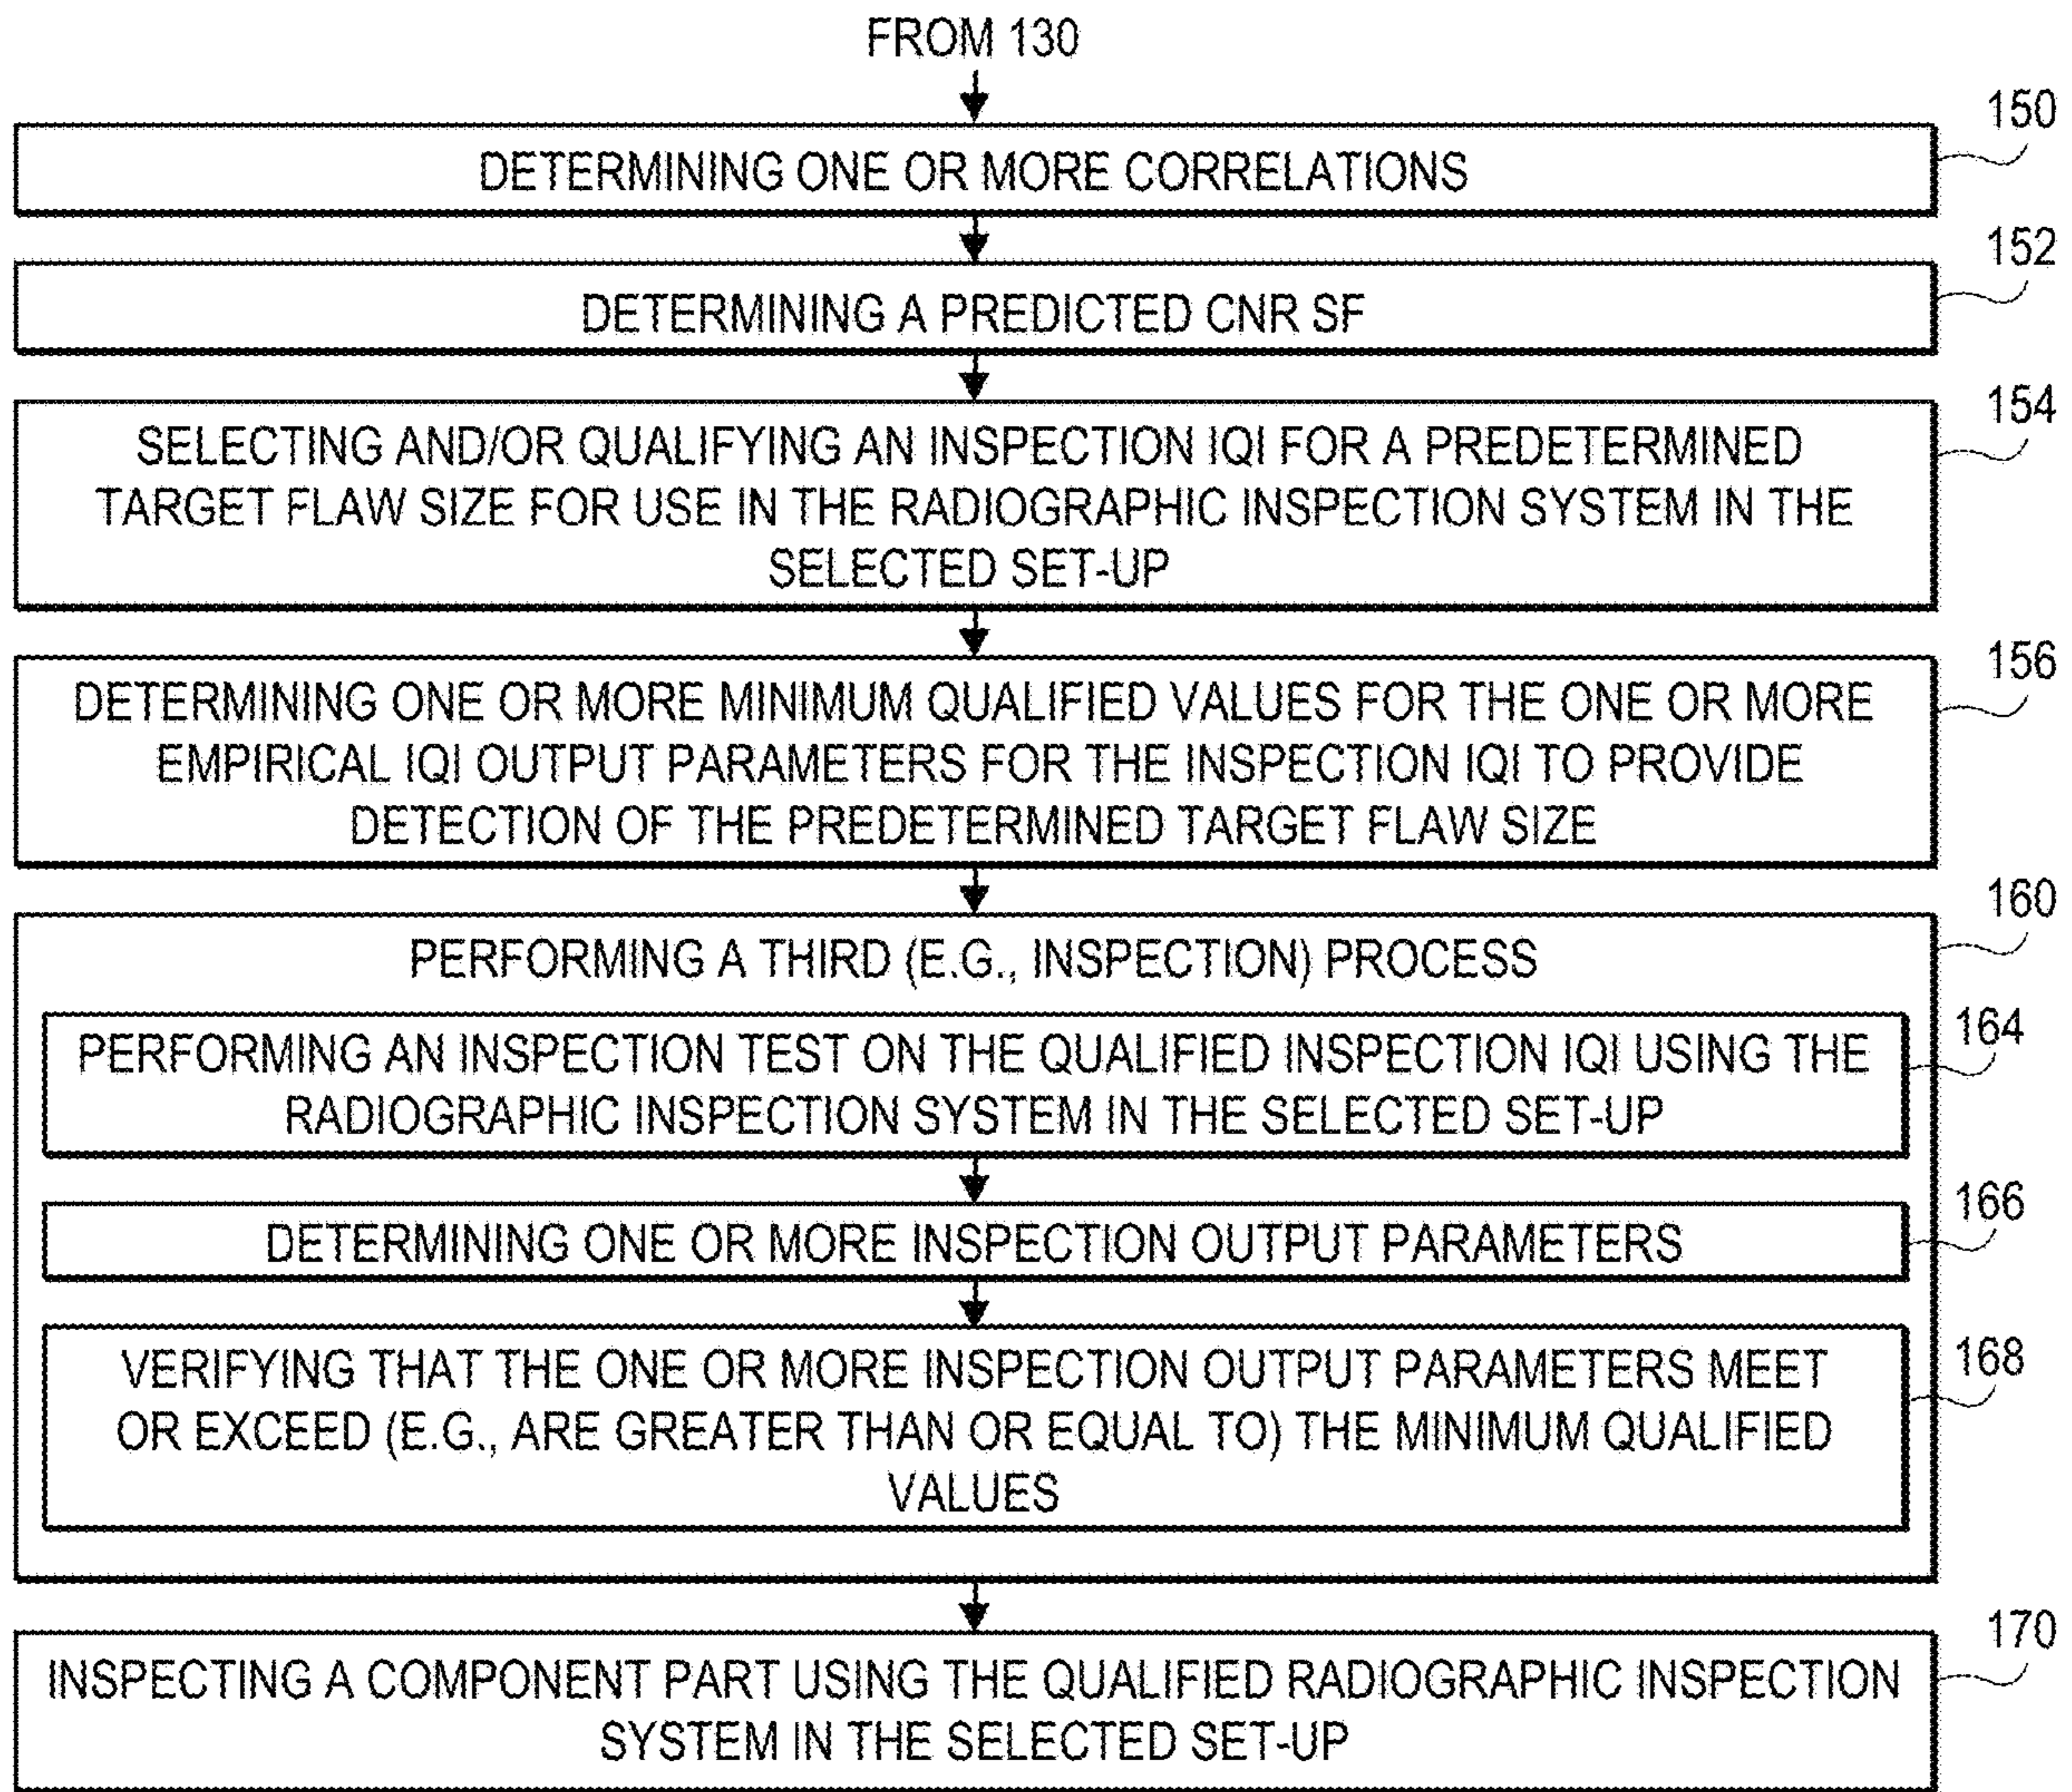 FROM 130
150
DETERMINING ONE OR MORE CORRELATIONS
152
DETERMINING A PREDICTED CNR SF
154
SELECTING AND/OR QUALIFYING AN INSPECTION IQI FOR A PREDETERMINED
TARGET FLAW SIZE FOR USE IN THE RADIOGRAPHIC INSPECTION SYSTEM IN THE
SELECTED SET-UP
156
DETERMINING ONE OR MORE MINIMUM QUALIFIED VALUES FOR THE ONE OR MORE
EMPIRICAL IQI OUTPUT PARAMETERS FOR THE INSPECTION IQI TO PROVIDE
DETECTION OF THE PREDETERMINED TARGET FLAW SIZE
160
PERFORMING A THIRD (E.G., INSPECTION) PROCESS
164
PERFORMING AN INSPECTION TEST ON THE QUALIFIED INSPECTION IQI USING THE
RADIOGRAPHIC INSPECTION SYSTEM IN THE SELECTED SET-UP
166
DETERMINING ONE OR MORE INSPECTION OUTPUT PARAMETERS
168
VERIFYING THAT THE ONE OR MORE INSPECTION OUTPUT PARAMETERS MEET
OR EXCEED (E.G., ARE GREATER THAN OR EQUAL TO) THE MINIMUM QUALIFIED
VALUES
170
INSPECTING A COMPONENT PART USING THE QUALIFIED RADIOGRAPHIC INSPECTION
SYSTEM IN THE SELECTED SET-UP